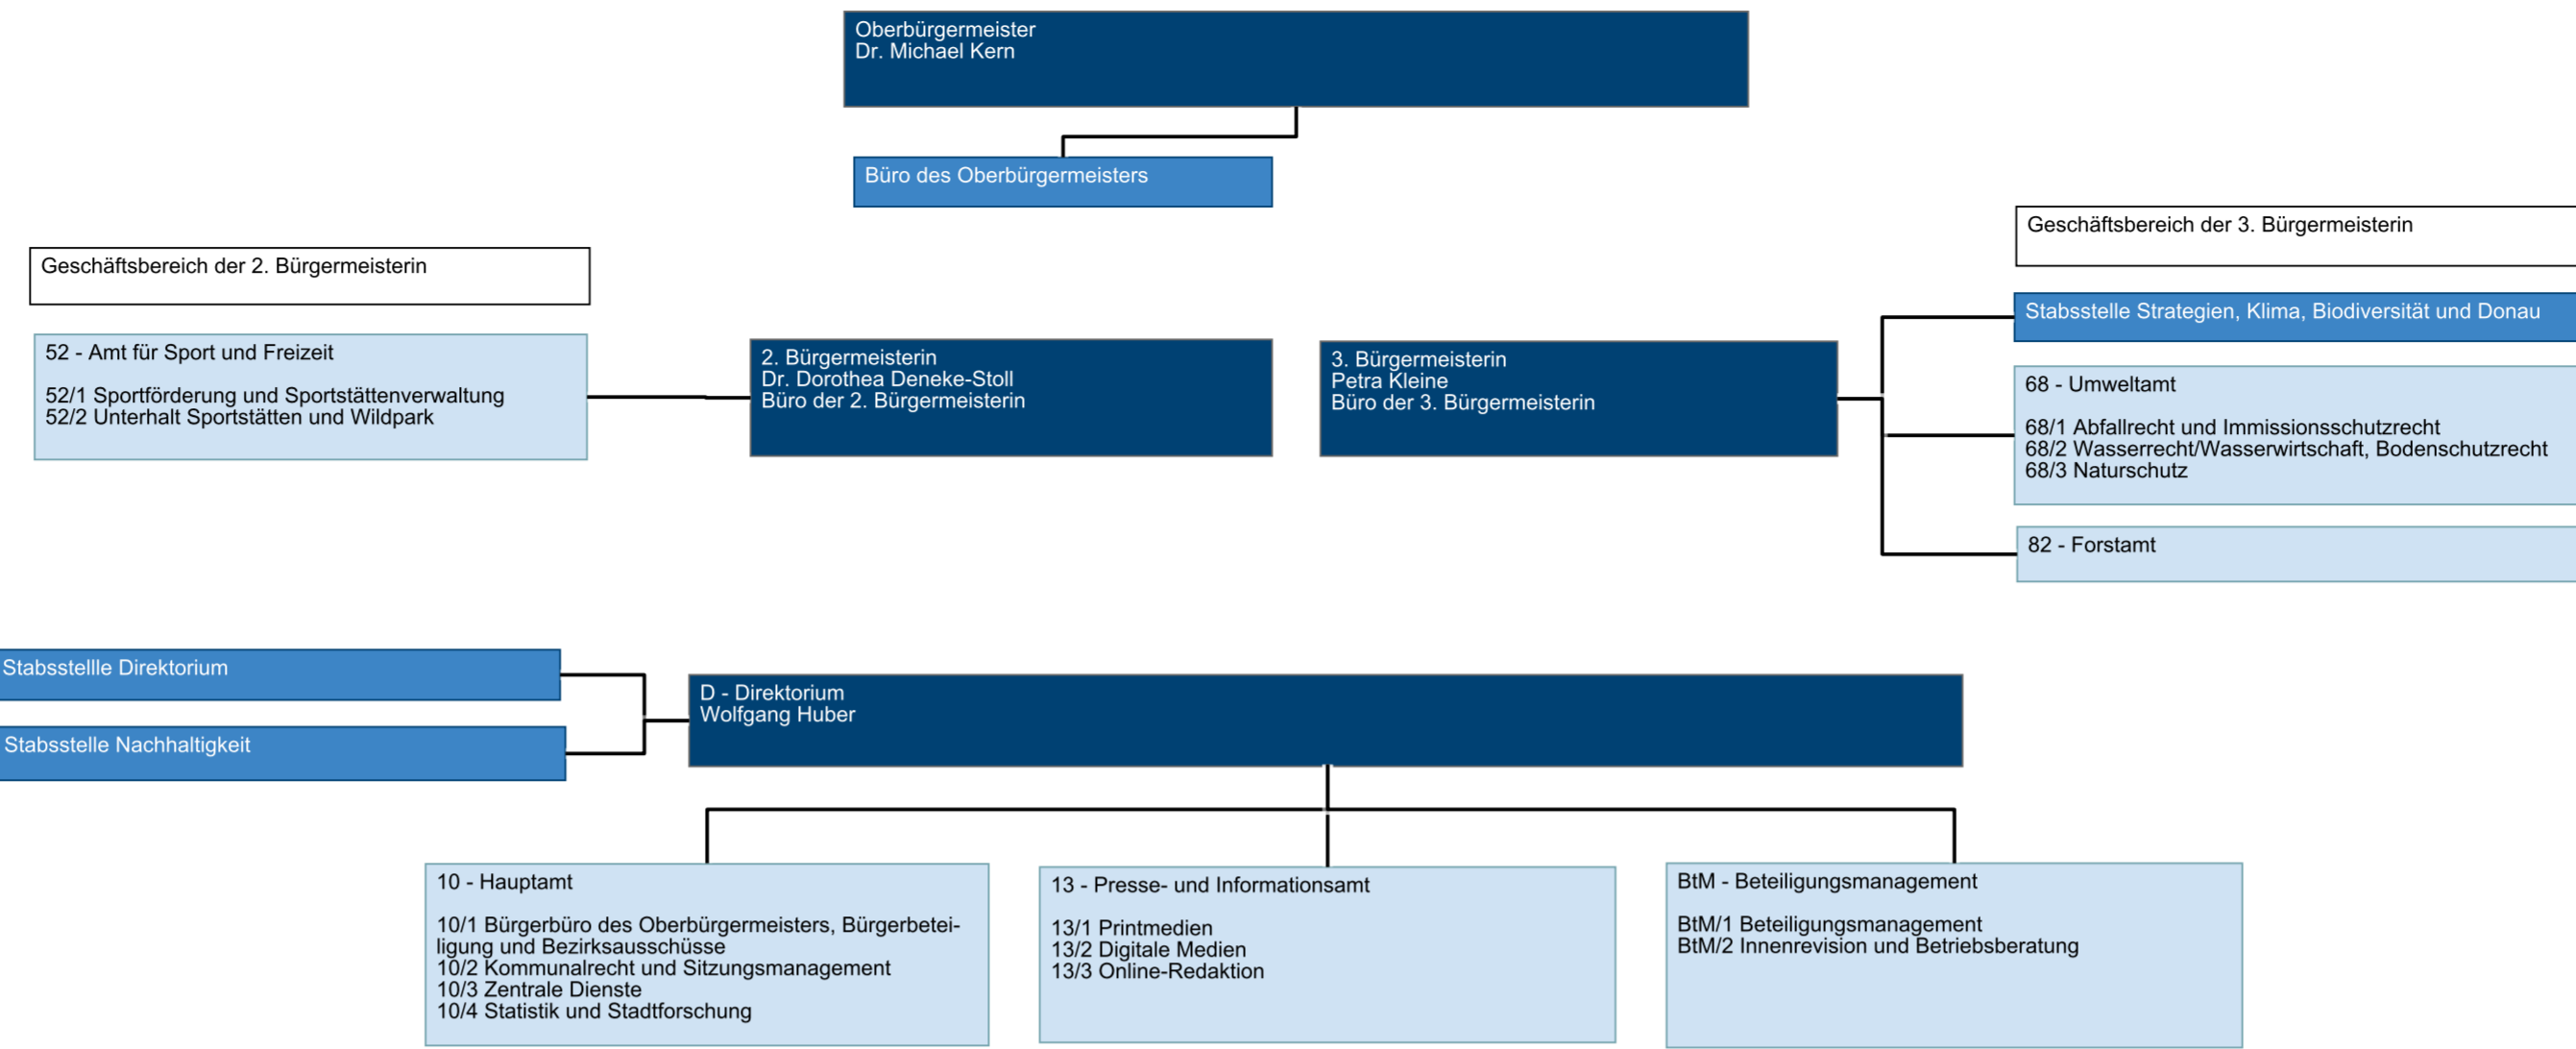 Oberbürgermeister
Dr. Michael Kern
Büro des Oberbürgermeisters
Geschäftsbereich der 2. Bürgermeisterin
Geschäftsbereich der 3. Bürgermeisterin
52 - Amt für Sport und Freizeit
52/1 Sportförderung und Sportstättenverwaltung
52/2 Unterhalt Sportstätten und Wildpark
2. Bürgermeisterin
Dr. Dorothea Deneke-Stoll
Büro der 2. Bürgermeisterin
3. Bürgermeisterin
Petra Kleine
Büro der 3. Bürgermeisterin
Stabsstelle Strategien, Klima, Biodiversität und Donau
68 - Umweltamt
68/1 Abfallrecht und Immissionsschutzrecht
68/2 Wasserrecht/Wasserwirtschaft, Bodenschutzrecht
68/3 Naturschutz
82 - Forstamt
Stabsstellle Direktorium
Stabsstelle Nachhaltigkeit
D - Direktorium
Wolfgang Huber
10 - Hauptamt
10/1 Bürgerbüro des Oberbürgermeisters, Bürgerbetei-
ligung und Bezirksausschüsse
10/2 Kommunalrecht und Sitzungsmanagement
10/3 Zentrale Dienste
10/4 Statistik und Stadtforschung
13 - Presse- und Informationsamt
13/1 Printmedien
13/2 Digitale Medien
13/3 Online-Redaktion
BtM - Beteiligungsmanagement
BtM/1 Beteiligungsmanagement
BtM/2 Innenrevision und Betriebsberatung